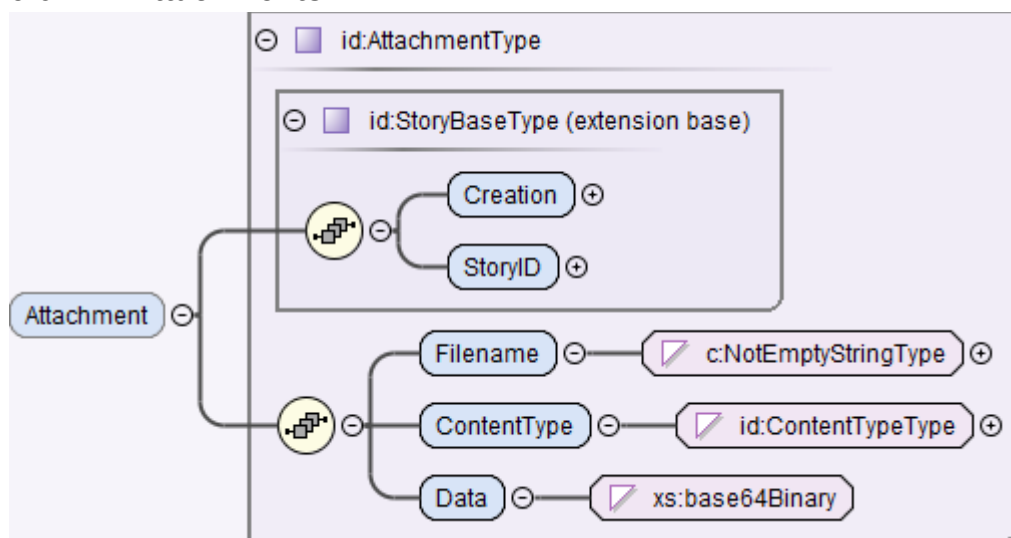 id:AttachmentType
id:StoryBaseType (extension base)
Creation
StoryID
Attachment
Filename
c:NotEmptyStringType
ContentType
id:ContentTypeType
Data
xs:base64Binary